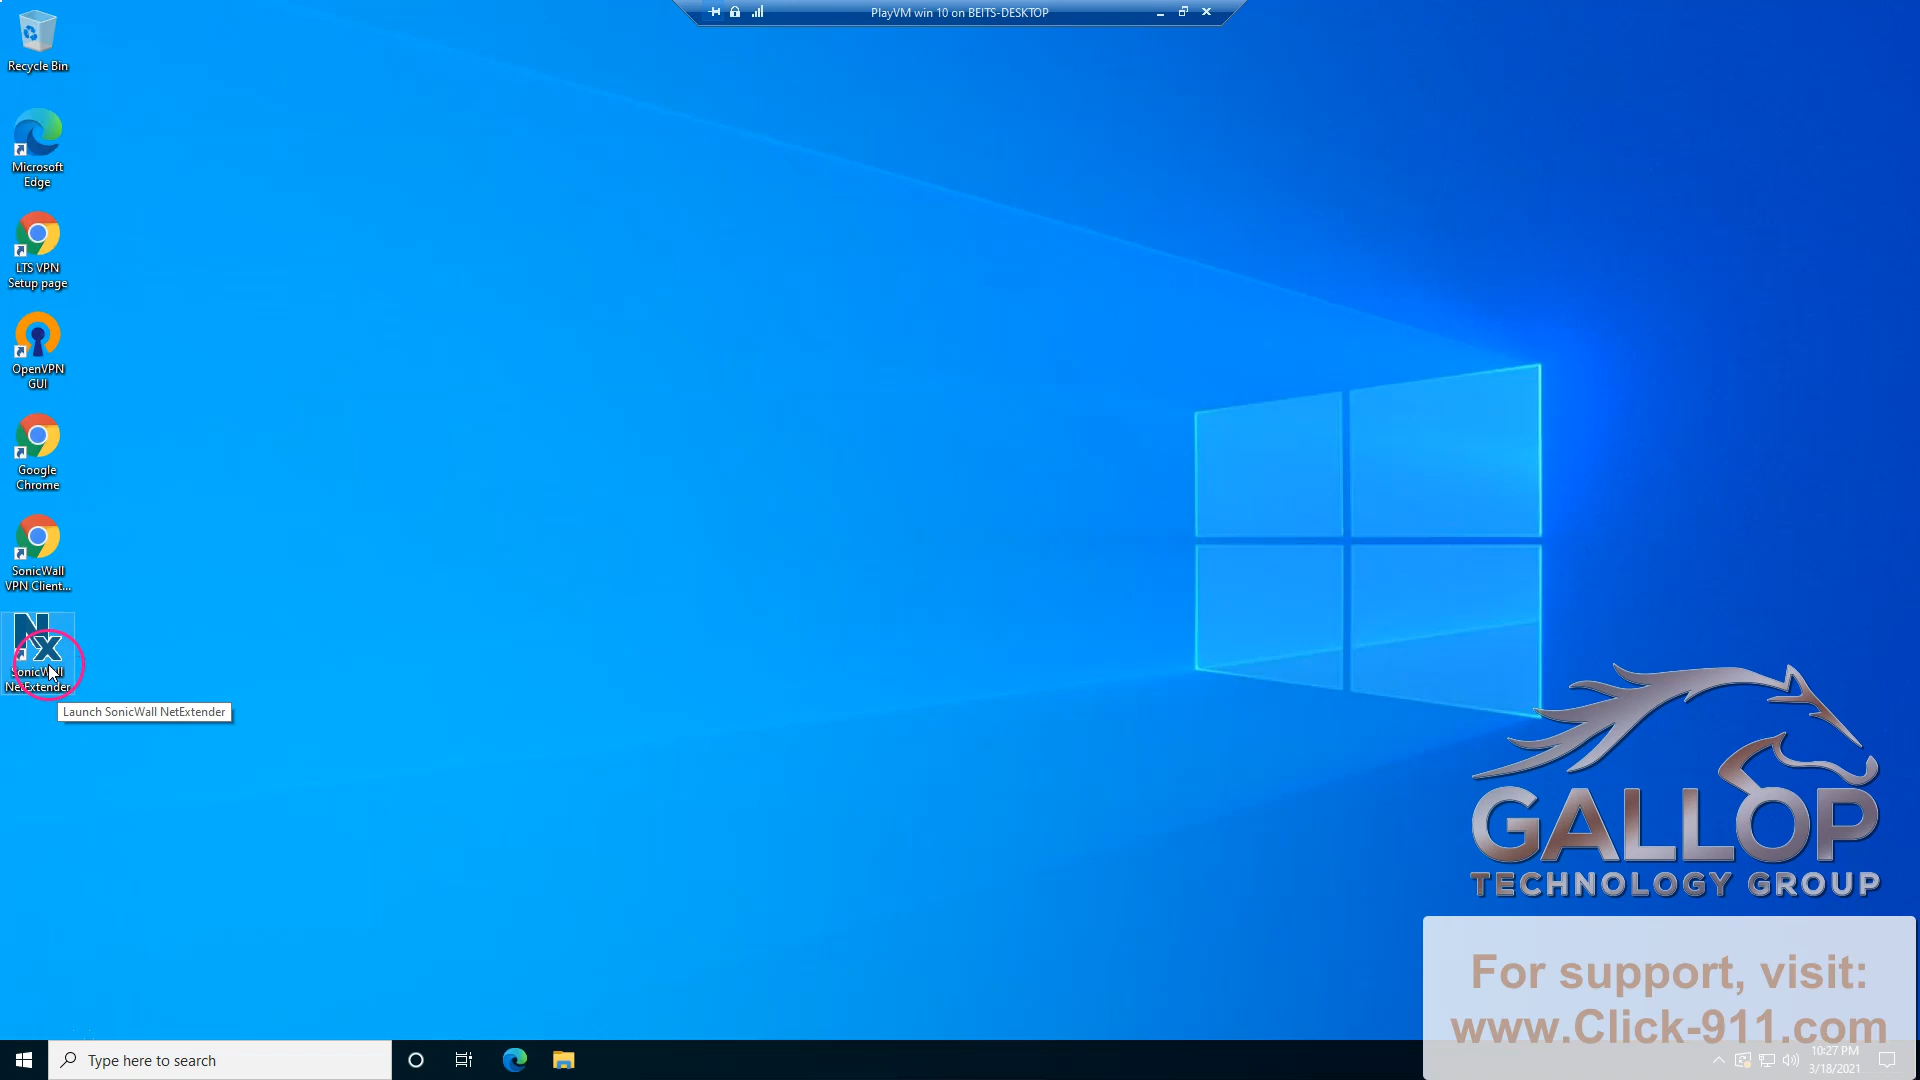 PlayVM win 10 on BEITS-DESKTOP
Recycle Bin
Microsoft
Edge
LTS VPN
Setup page
OpenVPN
GUI
Google
Chrome
SonicWall
VPN Client...
Nx
SonicWall
NetExtender
Launch SonicWall NetExtender
GALLOP
TECHNOLOGY GROUP
For support, visit:
www.Click-911.com
Type here to search
10:27 PM
3/18/2021